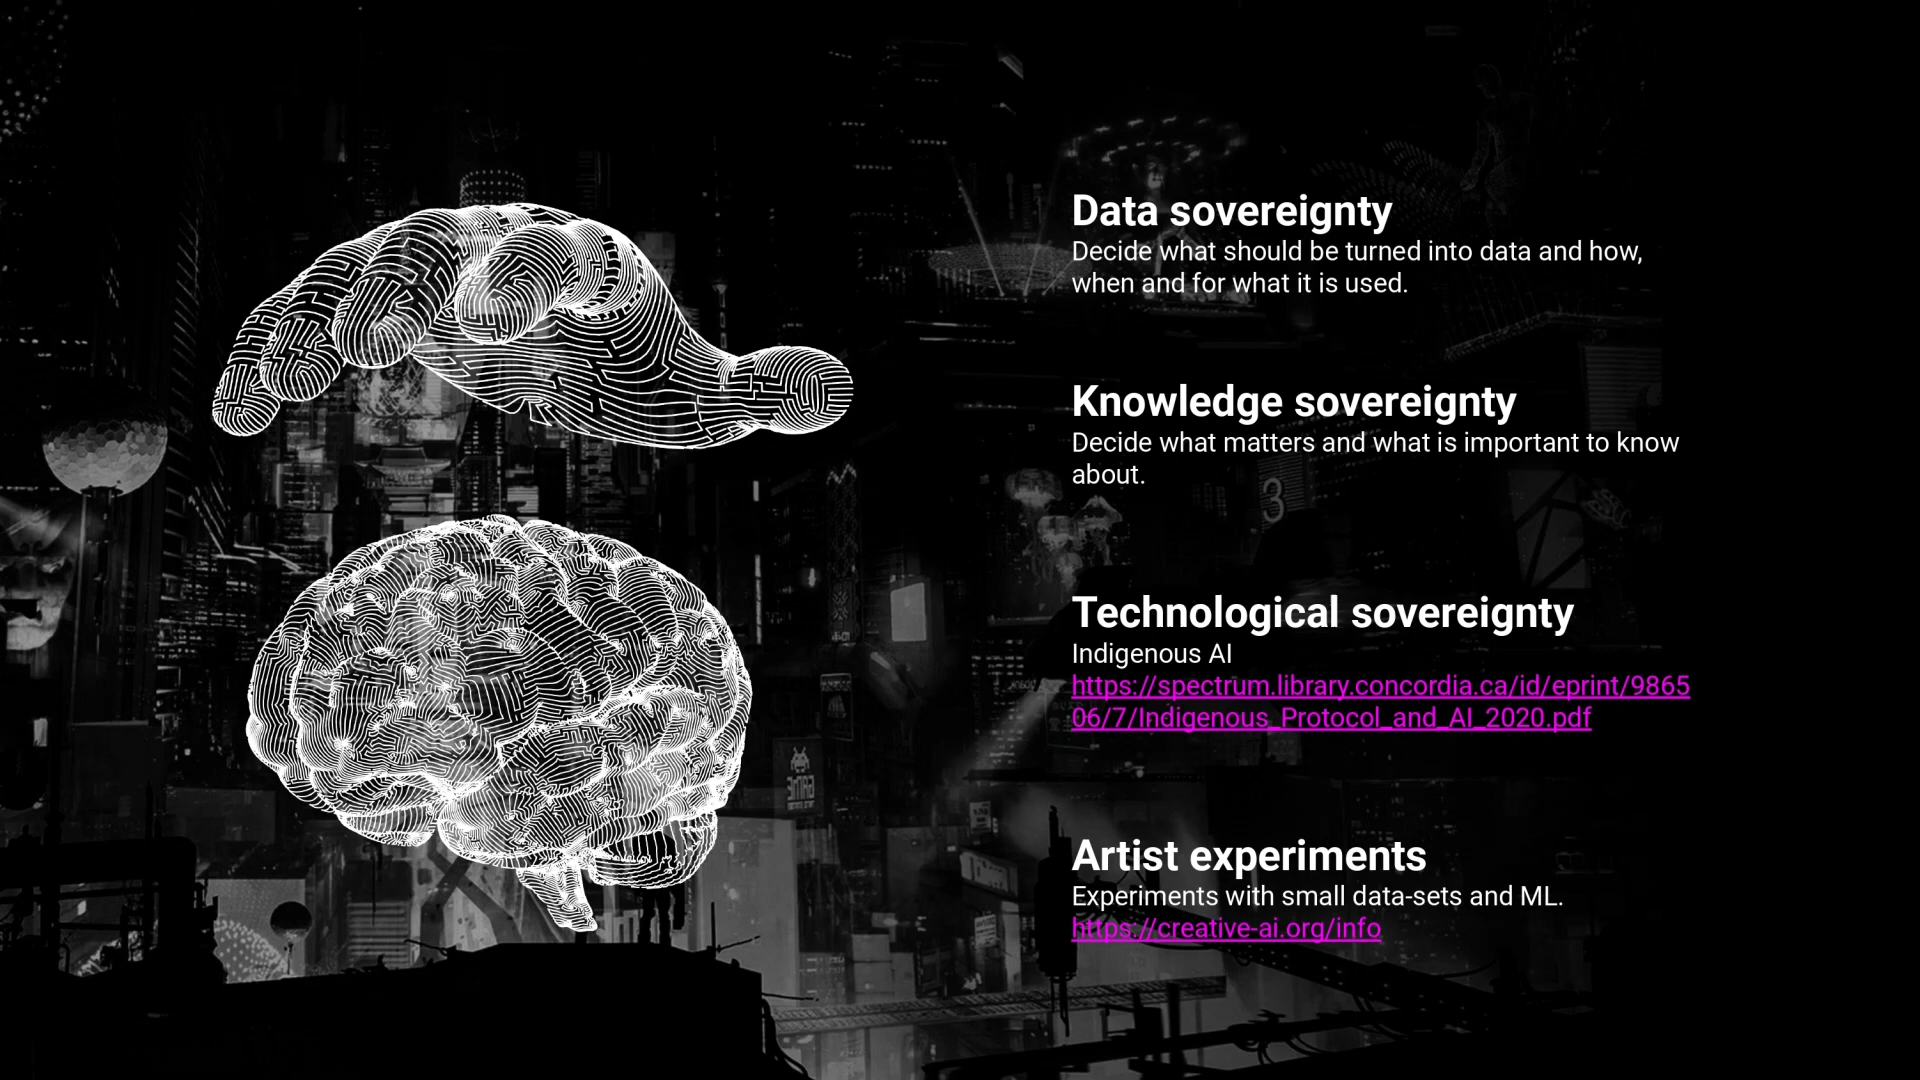 Data sovereignty
Decide what should be turned into data and how,
when and for what it is used.
Knowledge sovereignty
Decide what matters and what is important to know
about.
3
Technological sovereignty
Indigenous AI
https://spectrum.library.concordia.ca/id/eprint/9865
06/7/Indigenous_Protocol_and_AI_2020.pdf
Artist experiments
Experiments with small data-sets and ML.
https://creative-ai.org/info